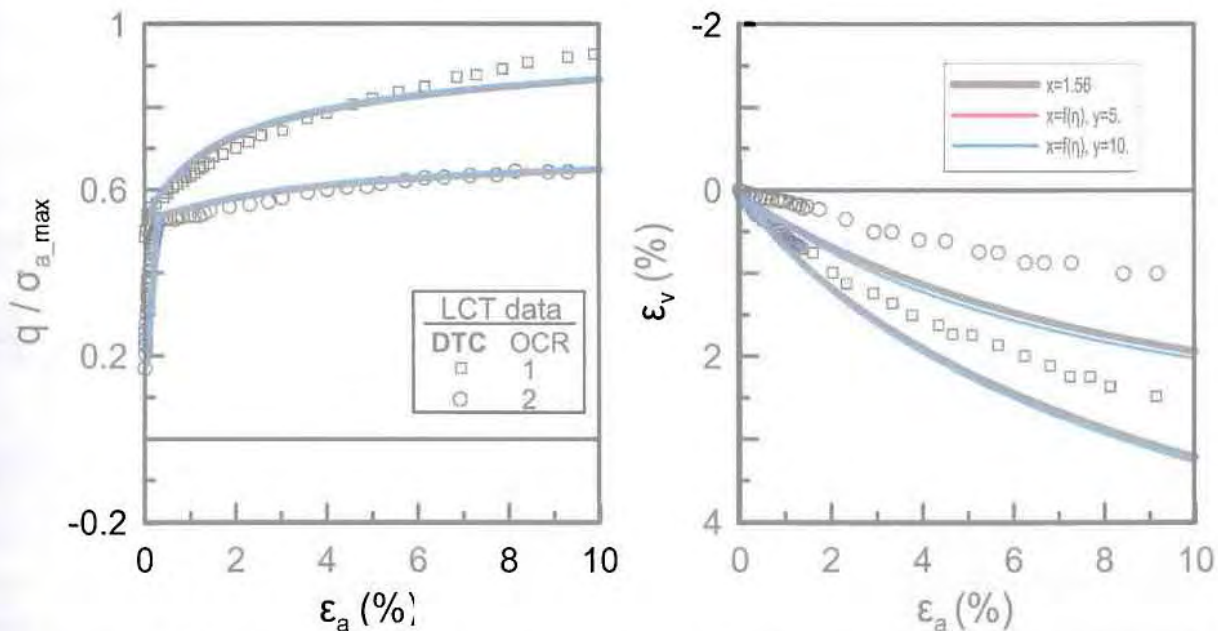 1
0.6
0.2
-0.2
q / σa_max
0 2 4 6 8 10
εa (%)
LCT data
DTC OCR
1
2
-2
0
2
4
εv (%)
0 2 4 6 8 10
εa (%)
x=1.56
x=f(η), y=5.
x=f(η), y=10.